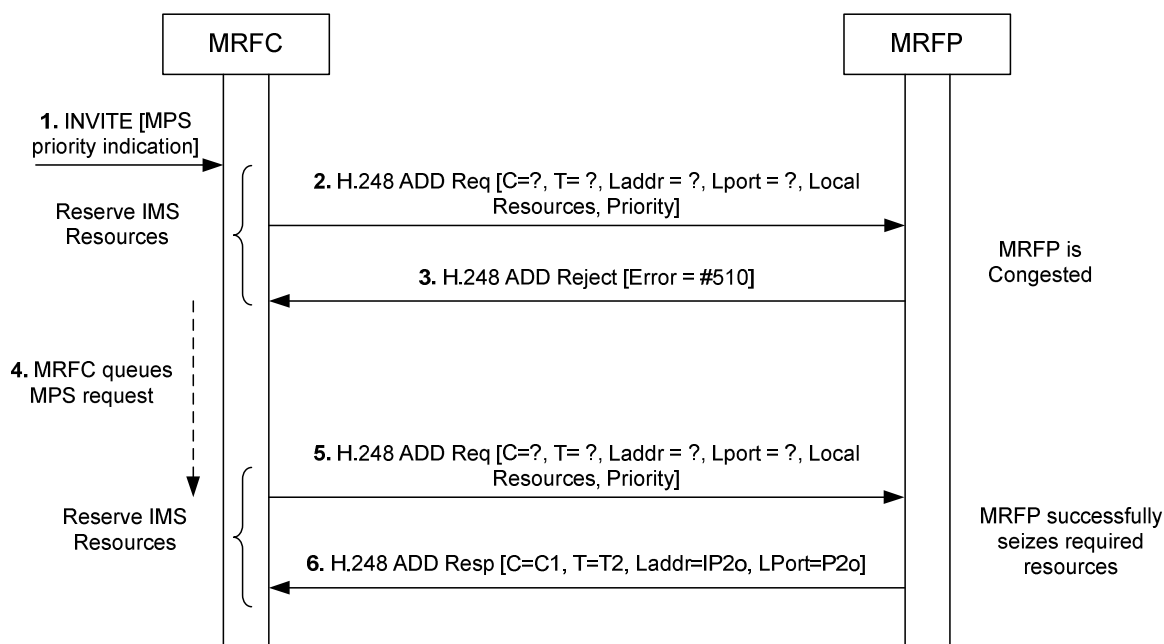 MRFC
MRFP
1. INVITE [MPS
priority indication]
2. H.248 ADD Req [C=?, T= ?, Laddr = ?, Lport = ?, Local
Resources, Priority]
Reserve IMS
Resources
MRFP is
Congested
3. H.248 ADD Reject [Error = #510]
4. MRFC queues
MPS request
5. H.248 ADD Req [C=?, T= ?, Laddr = ?, Lport = ?, Local
Resources, Priority]
Reserve IMS
Resources
MRFP successfully
seizes required
resources
6. H.248 ADD Resp [C=C1, T=T2, Laddr=IP2o, LPort=P2o]